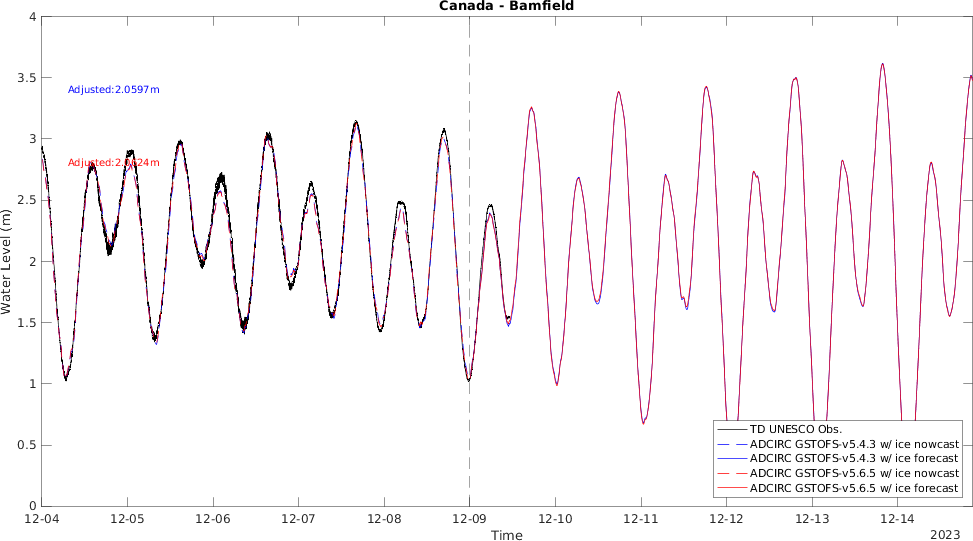 Canada - Bamfield
4
3.5
3
2.5
2
1.5
1
0.5
0
Water Level (m)
Adjusted:2.0597m
TD UNESCO Obs.
ADCIRC GSTOFS-v5.4.3 w/ ice nowcast
ADCIRC GSTOFS-v5.4.3 w/ ice forecast
ADCIRC GSTOFS-v5.6.5 w/ ice nowcast
ADCIRC GSTOFS-v5.6.5 w/ ice forecast
12-04 12-05 12-06 12-07 12-08 12-09 12-10 12-11 12-12 12-13 12-14
Time
2023